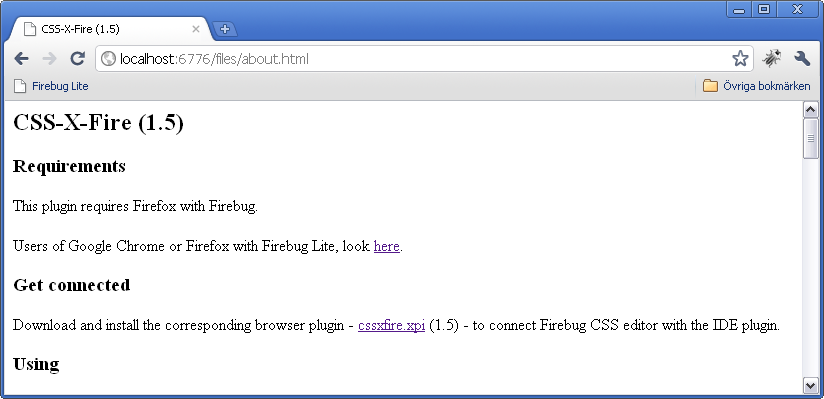 CSS-X-Fire (1.5)
localhost:6776/files/about.html
Firebug Lite
Övriga bokmärken
CSS-X-Fire (1.5)
Requirements
This plugin requires Firefox with Firebug.
Users of Google Chrome or Firefox with Firebug Lite, look here.
Get connected
Download and install the corresponding browser plugin - cssxfire.xpi (1.5) - to connect Firebug CSS editor with the IDE plugin.
Using